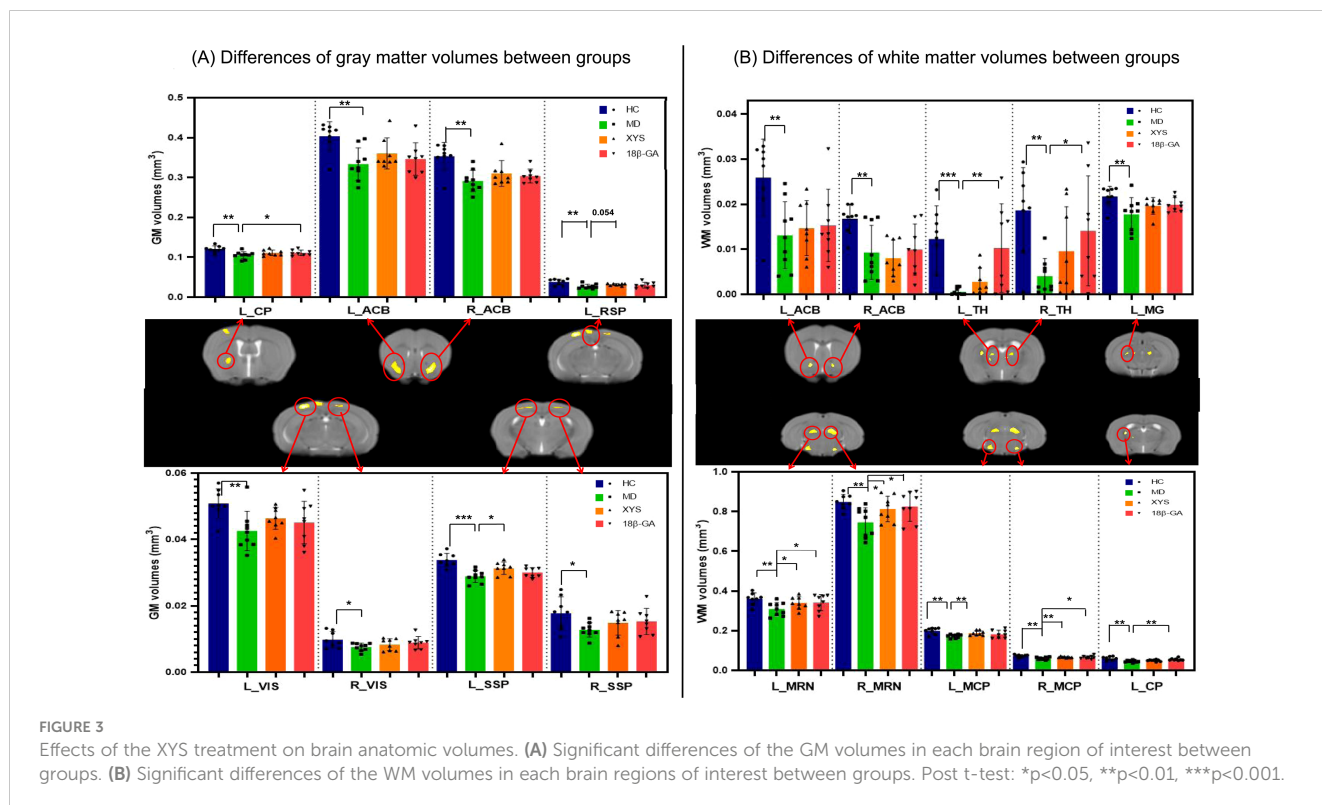 (A) Differences of gray matter volumes between groups
GM volumes (mm³)
0.5
0.4
0.3
0.2
0.1
0.0
** * ** ** ** 0.054
HC
MD
XYS
18β-GA
L_CP L_ACB R_ACB L_RSP
GM volumes (mm³)
0.06
0.04
0.02
0.00
** * *** * *
HC
MD
XYS
18β-GA
L_VIS R_VIS L_SSP R_SSP
(B) Differences of white matter volumes between groups
WM volumes (mm³)
0.04
0.03
0.02
0.01
0.00
** ** *** ** ** * **
HC
MD
XYS
18β-GA
L_ACB R_ACB L_TH R_TH L_MG
WM volumes (mm³)
1.0
0.8
0.6
0.4
0.2
0.0
** * * ** * * ** ** ** ** * ** **
HC
MD
XYS
18β-GA
L_MRN R_MRN L_MCP R_MCP L_CP
FIGURE 3
Effects of the XYS treatment on brain anatomic volumes. (A) Significant differences of the GM volumes in each brain region of interest between
groups. (B) Significant differences of the WM volumes in each brain regions of interest between groups. Post t-test: *p<0.05, **p<0.01, ***p<0.001.